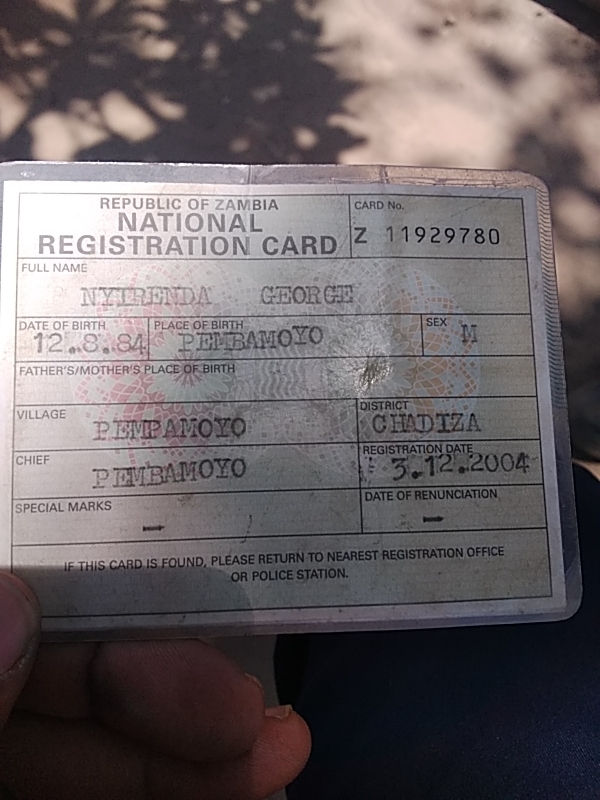 REPUBLIC OF ZAMBIA
NATIONAL
REGISTRATION CARD
CARD No.
Z 11929780
FULL NAME
NYIRENDA GEORGE
DATE OF BIRTH
12.8.84
PLACE OF BIRTH
PEMBAMOYO
SEX
M
FATHER'S/MOTHER'S PLACE OF BIRTH
VILLAGE
PEMPAMOYO
DISTRICT
CHADIZA
CHIEF
PEMBAMOYO
REGISTRATION DATE
3.12.2004
SPECIAL MARKS
—
DATE OF RENUNCIATION
—
IF THIS CARD IS FOUND, PLEASE RETURN TO NEAREST REGISTRATION OFFICE
OR POLICE STATION.